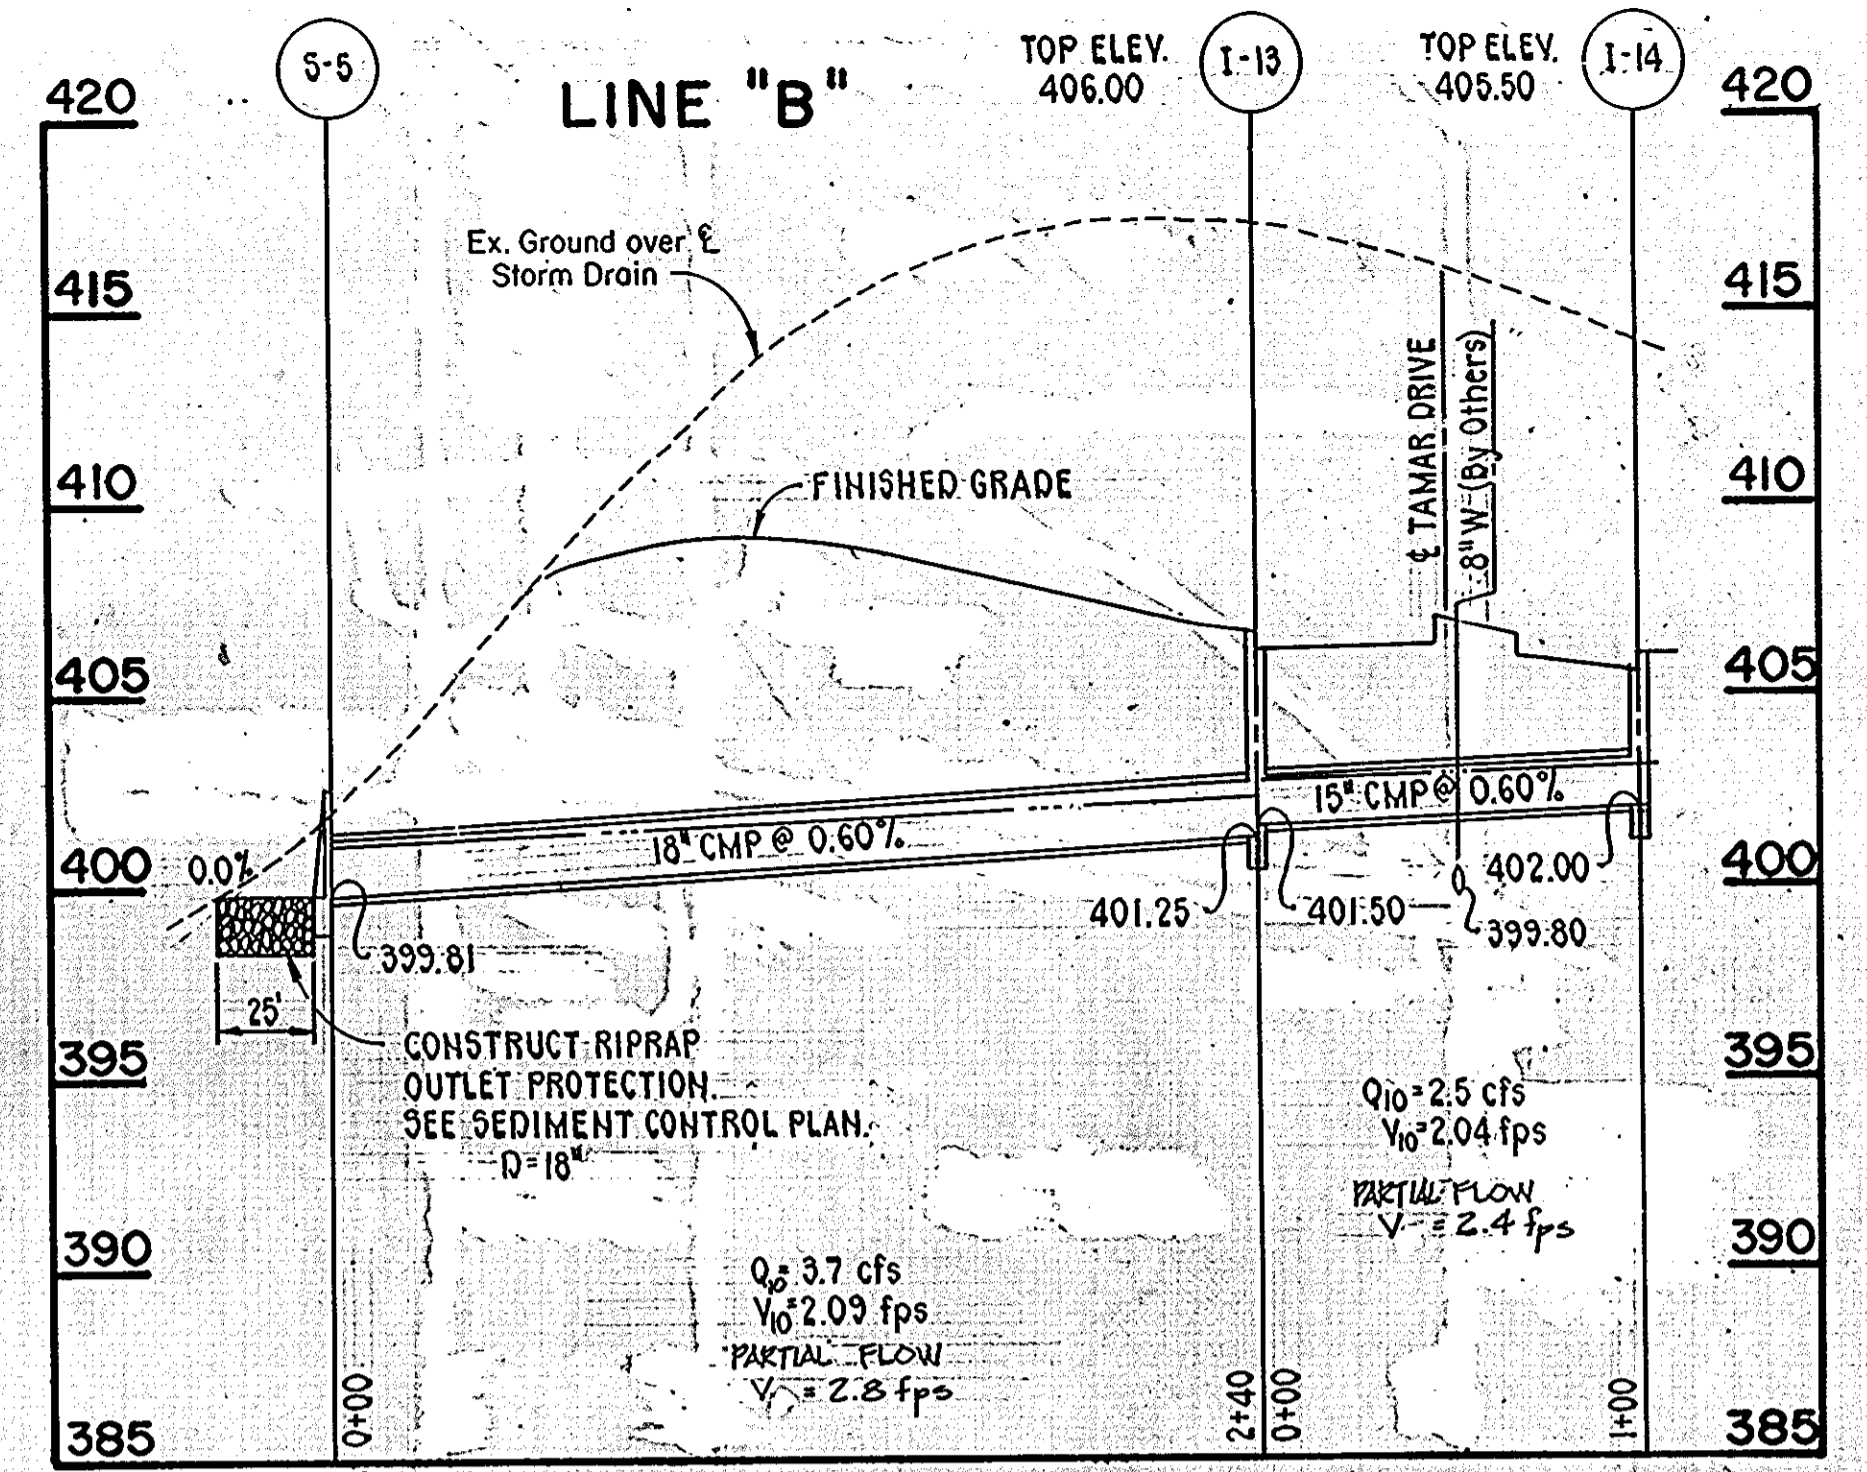 S-5
LINE "B"
TOP ELEV.
406.00
I-13
TOP ELEV.
405.50
I-14
420
420
Ex. Ground over ℄
Storm Drain
415
415
410
410
FINISHED GRADE
℄ TAMAR DRIVE
8"W (By Others)
405
405
400
400
0.0%
18" CMP @ 0.60%
15" CMP @ 0.60%
401.25
401.50
402.00
399.80
399.81
25'
CONSTRUCT RIPRAP
OUTLET PROTECTION.
SEE SEDIMENT CONTROL PLAN.
D=18"
395
395
Q10=2.5 cfs
V10=2.04 fps
PARTIAL FLOW
V = 2.4 fps
390
390
Q10=3.7 cfs
V10=2.09 fps
PARTIAL FLOW
V = 2.8 fps
0+00
2+40
0+00
1+00
385
385